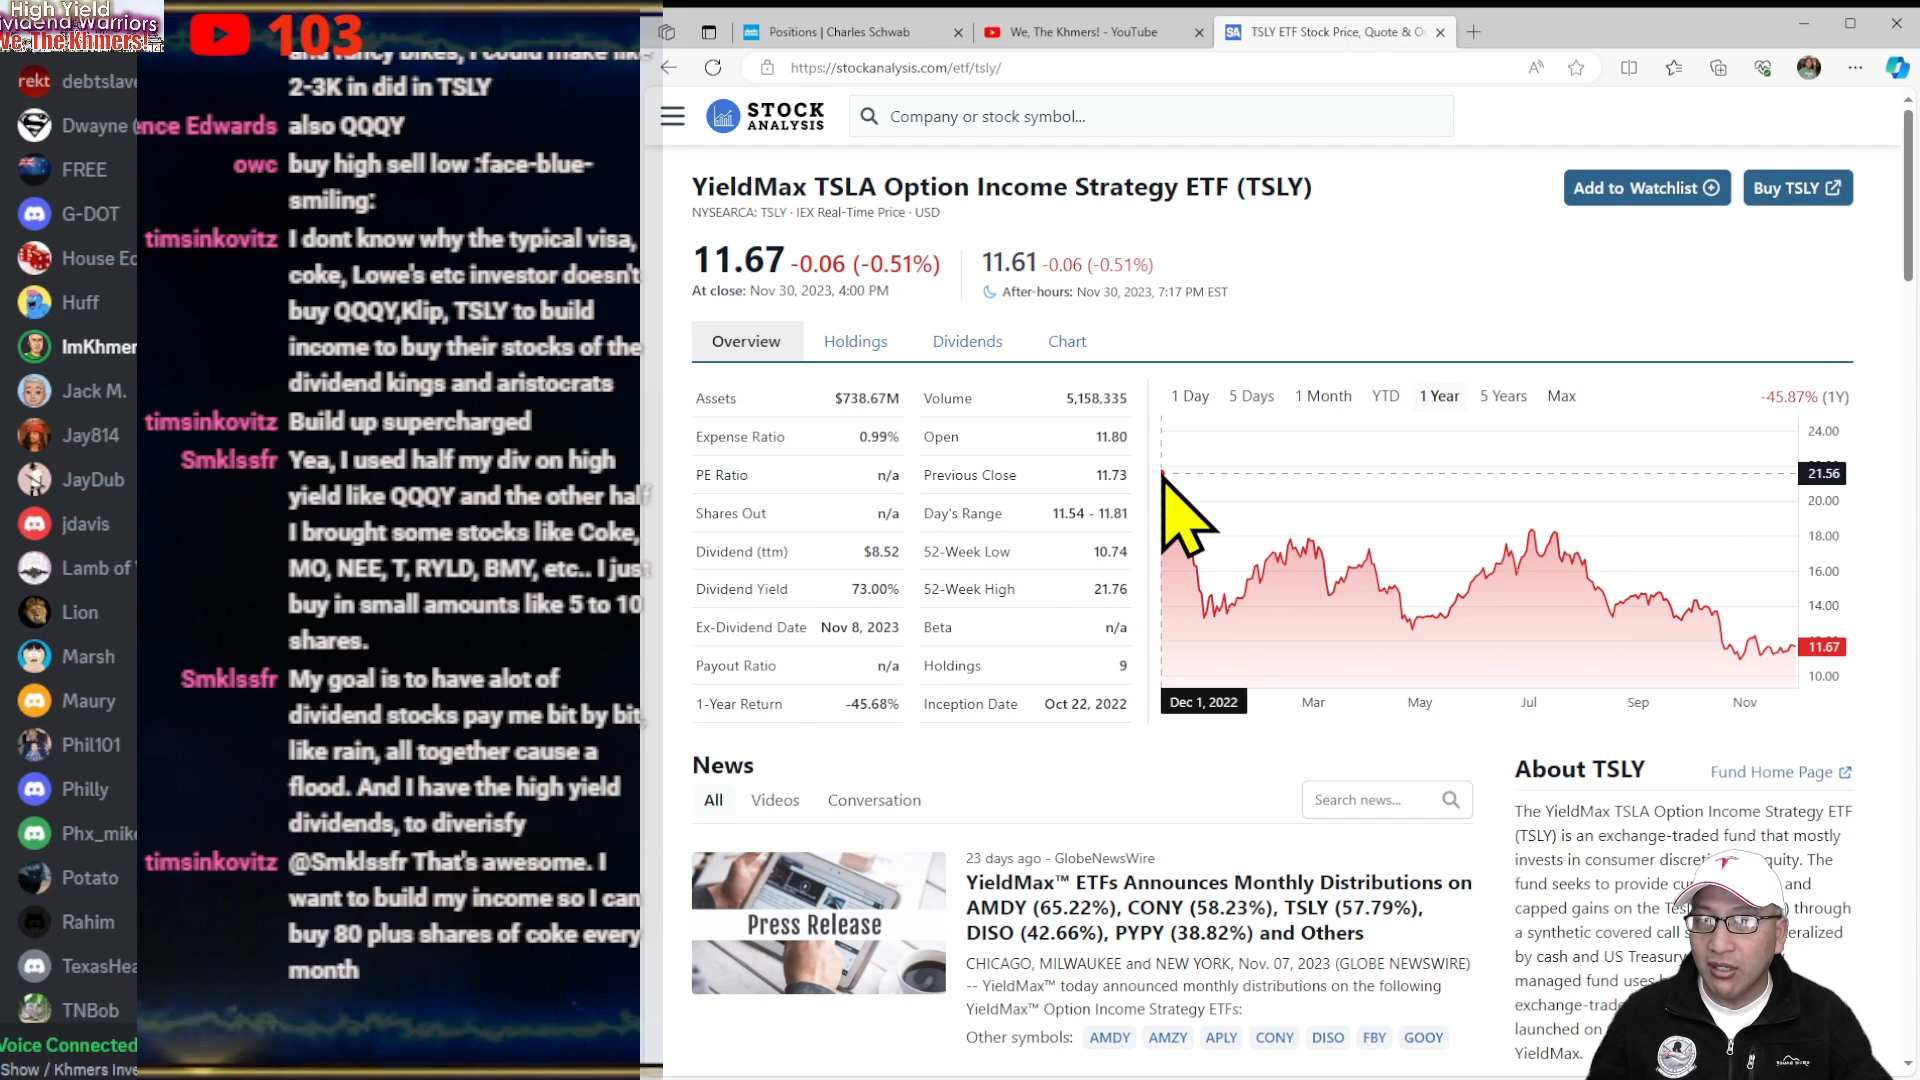 High Yield
Dividend Warriors
We, The Khmers!
103
rekt
debtslave
Dwayne
FREE
G-DOT
House Ed
Huff
ImKhmer
Jack M.
Jay814
JayDub
jdavis
Lamb of
Lion
Marsh
Maury
Phil101
Philly
Phx_mike
Potato
Rahim
TexasHea
TNBob
Voice Connected
Show / Khmers Inve
and fancy bikes, I could make like
2-3K in did in TSLY
nce Edwards also QQQY
owc buy high sell low :face-blue-
smiling:
timsinkovitz I dont know why the typical visa,
coke, Lowe's etc investor doesn't
buy QQQY,Klip, TSLY to build
income to buy their stocks of the
dividend kings and aristocrats
timsinkovitz Build up supercharged
Smklssfr Yea, I used half my div on high
yield like QQQY and the other half
I brought some stocks like Coke,
MO, NEE, T, RYLD, BMY, etc.. I just
buy in small amounts like 5 to 10
shares.
Smklssfr My goal is to have alot of
dividend stocks pay me bit by bit,
like rain, all together cause a
flood. And I have the high yield
dividends, to diverisfy
timsinkovitz @Smklssfr That's awesome. I
want to build my income so I can
buy 80 plus shares of coke every
month
Positions | Charles Schwab
We, The Khmers! - YouTube
SA TSLY ETF Stock Price, Quote & Ov
https://stockanalysis.com/etf/tsly/
STOCK
ANALYSIS
Company or stock symbol...
YieldMax TSLA Option Income Strategy ETF (TSLY)
NYSEARCA: TSLY · IEX Real-Time Price · USD
Add to Watchlist
Buy TSLY
11.67 -0.06 (-0.51%)
At close: Nov 30, 2023, 4:00 PM
11.61 -0.06 (-0.51%)
After-hours: Nov 30, 2023, 7:17 PM EST
Overview Holdings Dividends Chart
Assets $738.67M Volume 5,158,335
Expense Ratio 0.99% Open 11.80
PE Ratio n/a Previous Close 11.73
Shares Out n/a Day's Range 11.54 - 11.81
Dividend (ttm) $8.52 52-Week Low 10.74
Dividend Yield 73.00% 52-Week High 21.76
Ex-Dividend Date Nov 8, 2023 Beta n/a
Payout Ratio n/a Holdings 9
1-Year Return -45.68% Inception Date Oct 22, 2022
1 Day 5 Days 1 Month YTD 1 Year 5 Years Max
-45.87% (1Y)
24.00
21.56
20.00
18.00
16.00
14.00
11.67
10.00
Dec 1, 2022 Mar May Jul Sep Nov
News
All Videos Conversation
Search news...
Press Release
23 days ago - GlobeNewsWire
YieldMax™ ETFs Announces Monthly Distributions on
AMDY (65.22%), CONY (58.23%), TSLY (57.79%),
DISO (42.66%), PYPY (38.82%) and Others
CHICAGO, MILWAUKEE and NEW YORK, Nov. 07, 2023 (GLOBE NEWSWIRE)
-- YieldMax™ today announced monthly distributions on the following
YieldMax™ Option Income Strategy ETFs:
Other symbols: AMDY AMZY APLY CONY DISO FBY GOOY
About TSLY
Fund Home Page
The YieldMax TSLA Option Income Strategy ETF
(TSLY) is an exchange-traded fund that mostly
invests in consumer discret equity. The
fund seeks to provide cu and
capped gains on the Tes through
a synthetic covered call s
by cash and US Treasury
managed fund uses
exchange-trade
launched on
YieldMax.